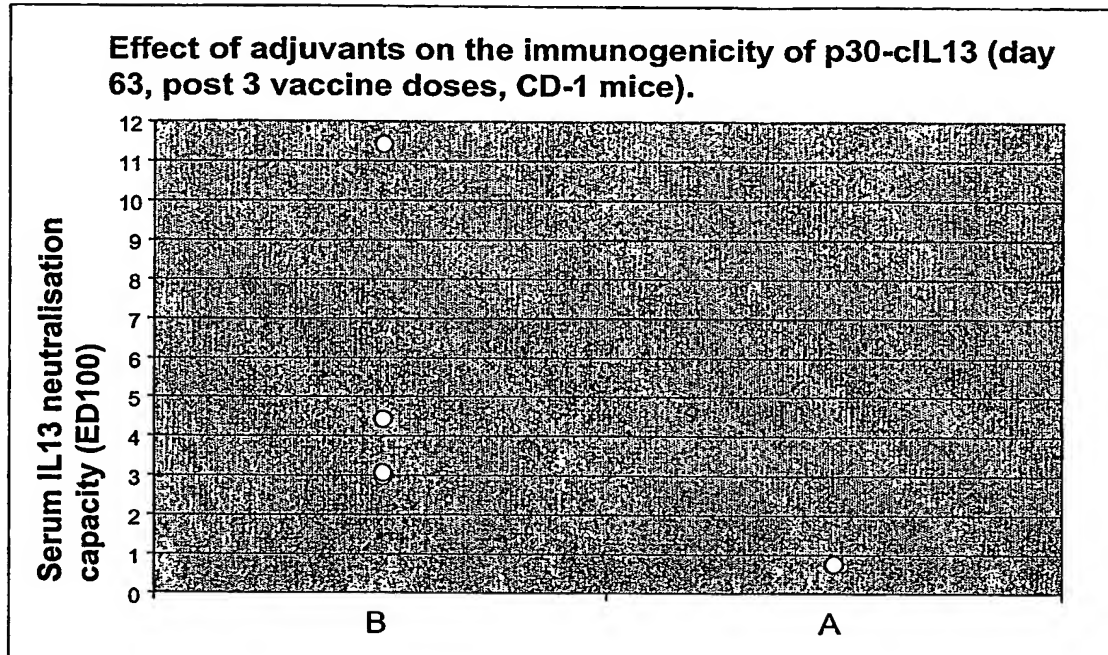 Effect of adjuvants on the immunogenicity of p30-cIL13 (day
63, post 3 vaccine doses, CD-1 mice).
Serum IL13 neutralisation
capacity (ED100)
12
11
10
9
8
7
6
5
4
3
2
1
0
B
A